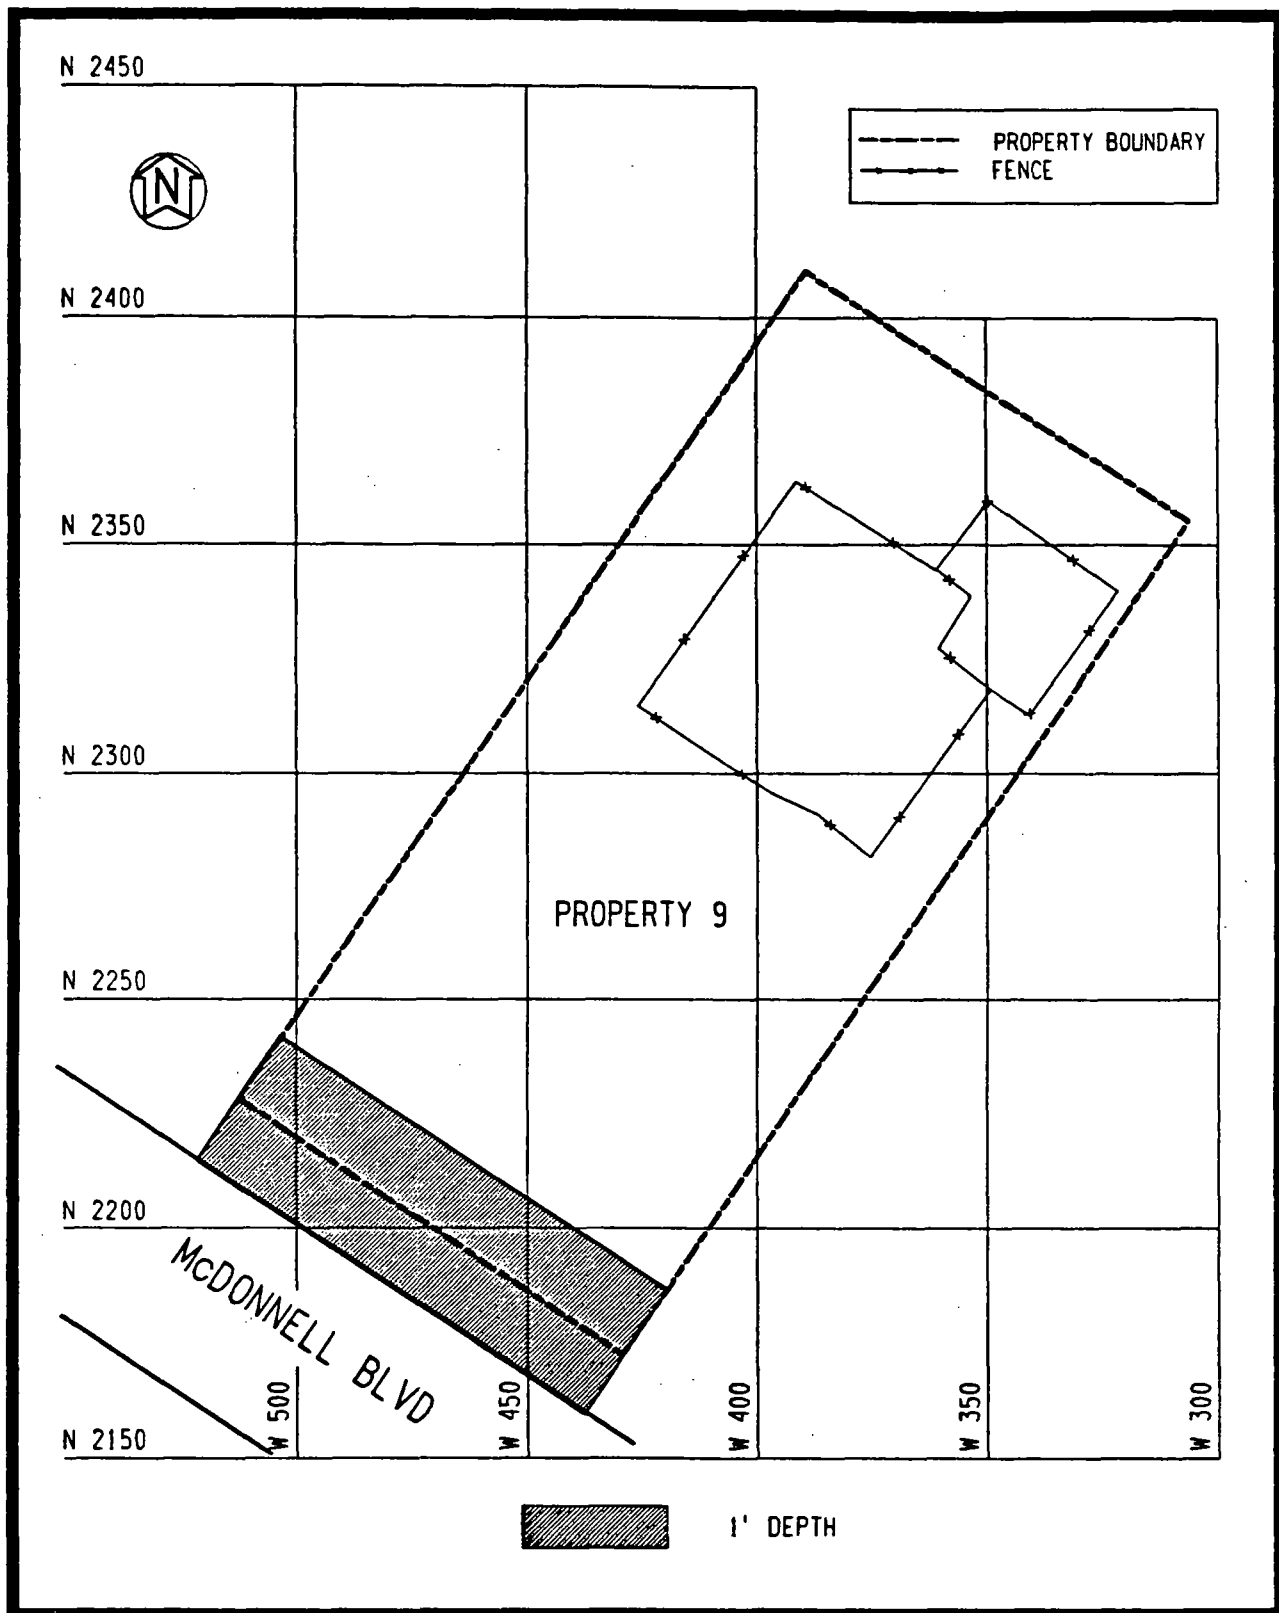 N 2450
N
PROPERTY BOUNDARY
FENCE
N 2400
N 2350
N 2300
PROPERTY 9
N 2250
N 2200
McDONNELL BLVD
N 2150
W 500
W 450
W 400
W 350
W 300
1' DEPTH